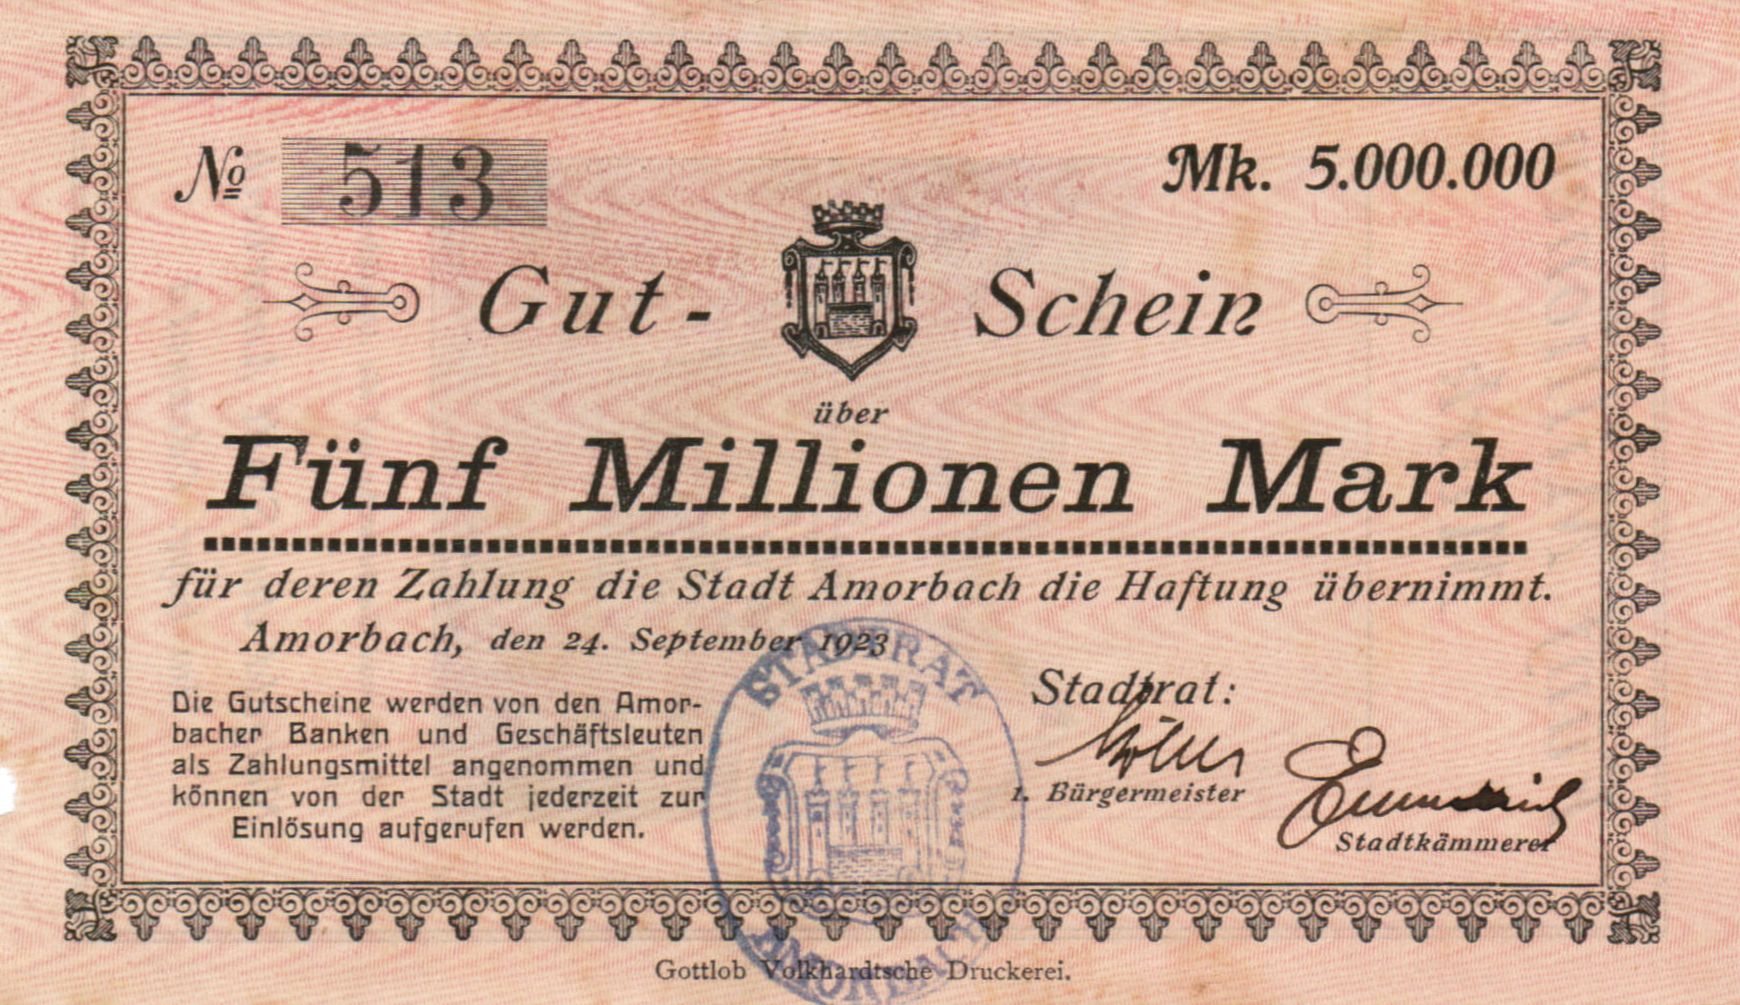 № 513
Mk. 5.000.000
Gut-Schein
über
Fünf Millionen Mark
für deren Zahlung die Stadt Amorbach die Haftung übernimmt.
Amorbach, den 24. September 1923
Die Gutscheine werden von den Amor-
bacher Banken und Geschäftsleuten
als Zahlungsmittel angenommen und
können von der Stadt jederzeit zur
Einlösung aufgerufen werden.
STADTRAT
AMORBACH
Stadtrat:
1. Bürgermeister
Stadtkämmerer
Gottlob Volkhardtsche Druckerei.